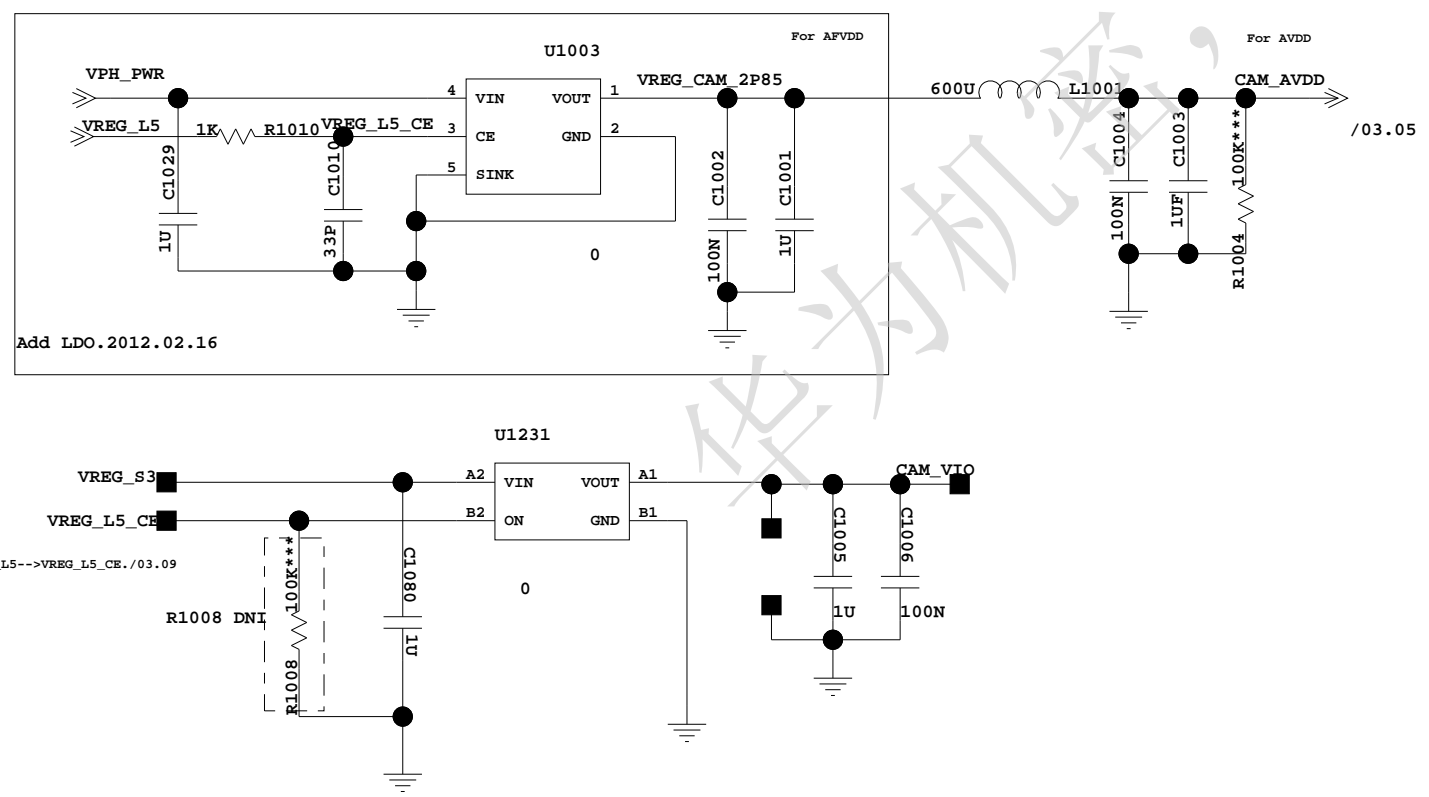 For AFVDD
For AVDD
U1003
VPH_PWR
VREG_CAM_2P85
600U
L1001
CAM_AVDD
4
VIN
VOUT
1
VREG_L5
1K
R1010
VREG_L5_CE
3
CE
GND
2
/03.05
5
SINK
C1029
1U
C1010
33P
C1002
100N
C1001
1U
C1004
100N
C1003
1UF
100K***
R1004
0
Add LDO.2012.02.16
U1231
VREG_S3
A2
VIN
VOUT
A1
CAM_VIO
VREG_L5_CE
B2
ON
GND
B1
L5-->VREG_L5_CE./03.09
100K***
R1008 DNI
R1008
C1080
1U
0
C1005
1U
C1006
100N
华为机密，